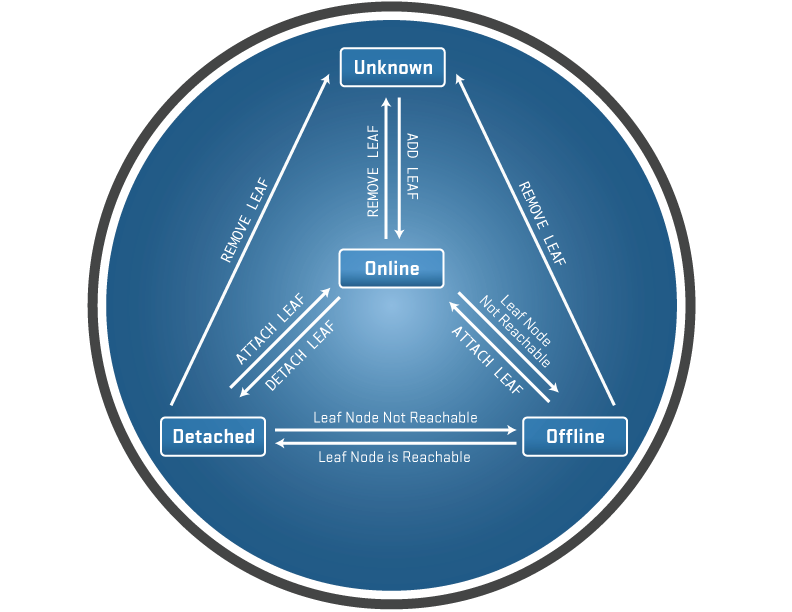 Unknown
REMOVE LEAF
ADD LEAF
REMOVE LEAF
REMOVE LEAF
Online
ATTACH LEAF
DETACH LEAF
Leaf Node
Not Reachable
ATTACH LEAF
Detached
Leaf Node Not Reachable
Leaf Node is Reachable
Offline